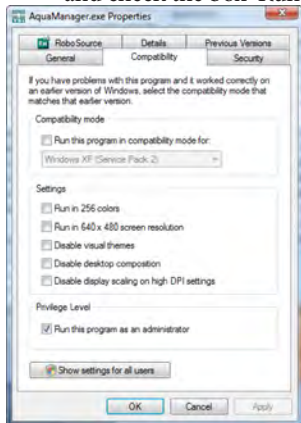 AquaManager.exe Properties
RoboSource
Details
Previous Versions
General
Compatibility
Security
If you have problems with this program and it worked correctly on
an earlier version of Windows, select the compatibility mode that
matches that earlier version.
Compatibility mode
Run this program in compatibility mode for:
Windows XP (Service Pack 2)
Settings
Run in 256 colors
Run in 640 x 480 screen resolution
Disable visual themes
Disable desktop composition
Disable display scaling on high DPI settings
Privilege Level
Run this program as an administrator
Show settings for all users
OK
Cancel
Apply